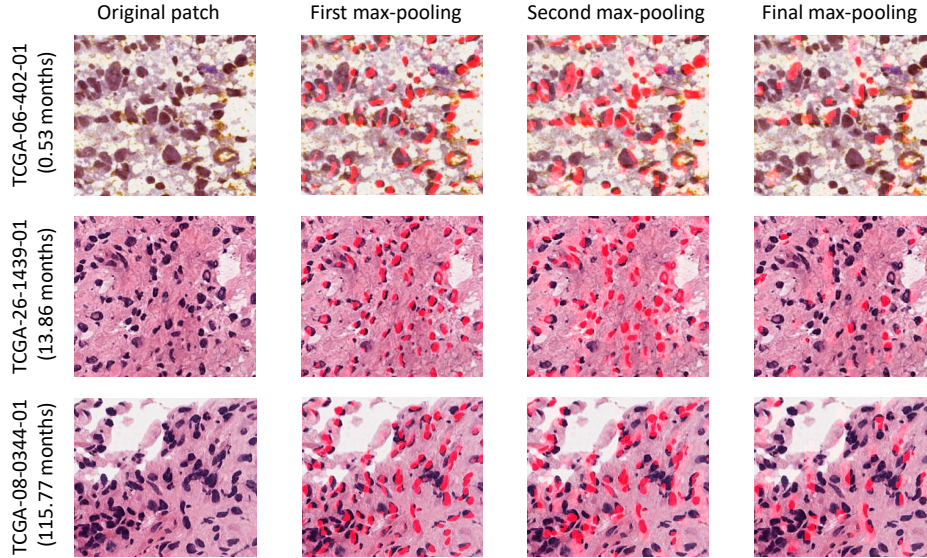 Original patch
First max-pooling
Second max-pooling
Final max-pooling
TCGA-06-402-01
(0.53 months)
TCGA-26-1439-01
(13.86 months)
TCGA-08-0344-01
(115.77 months)